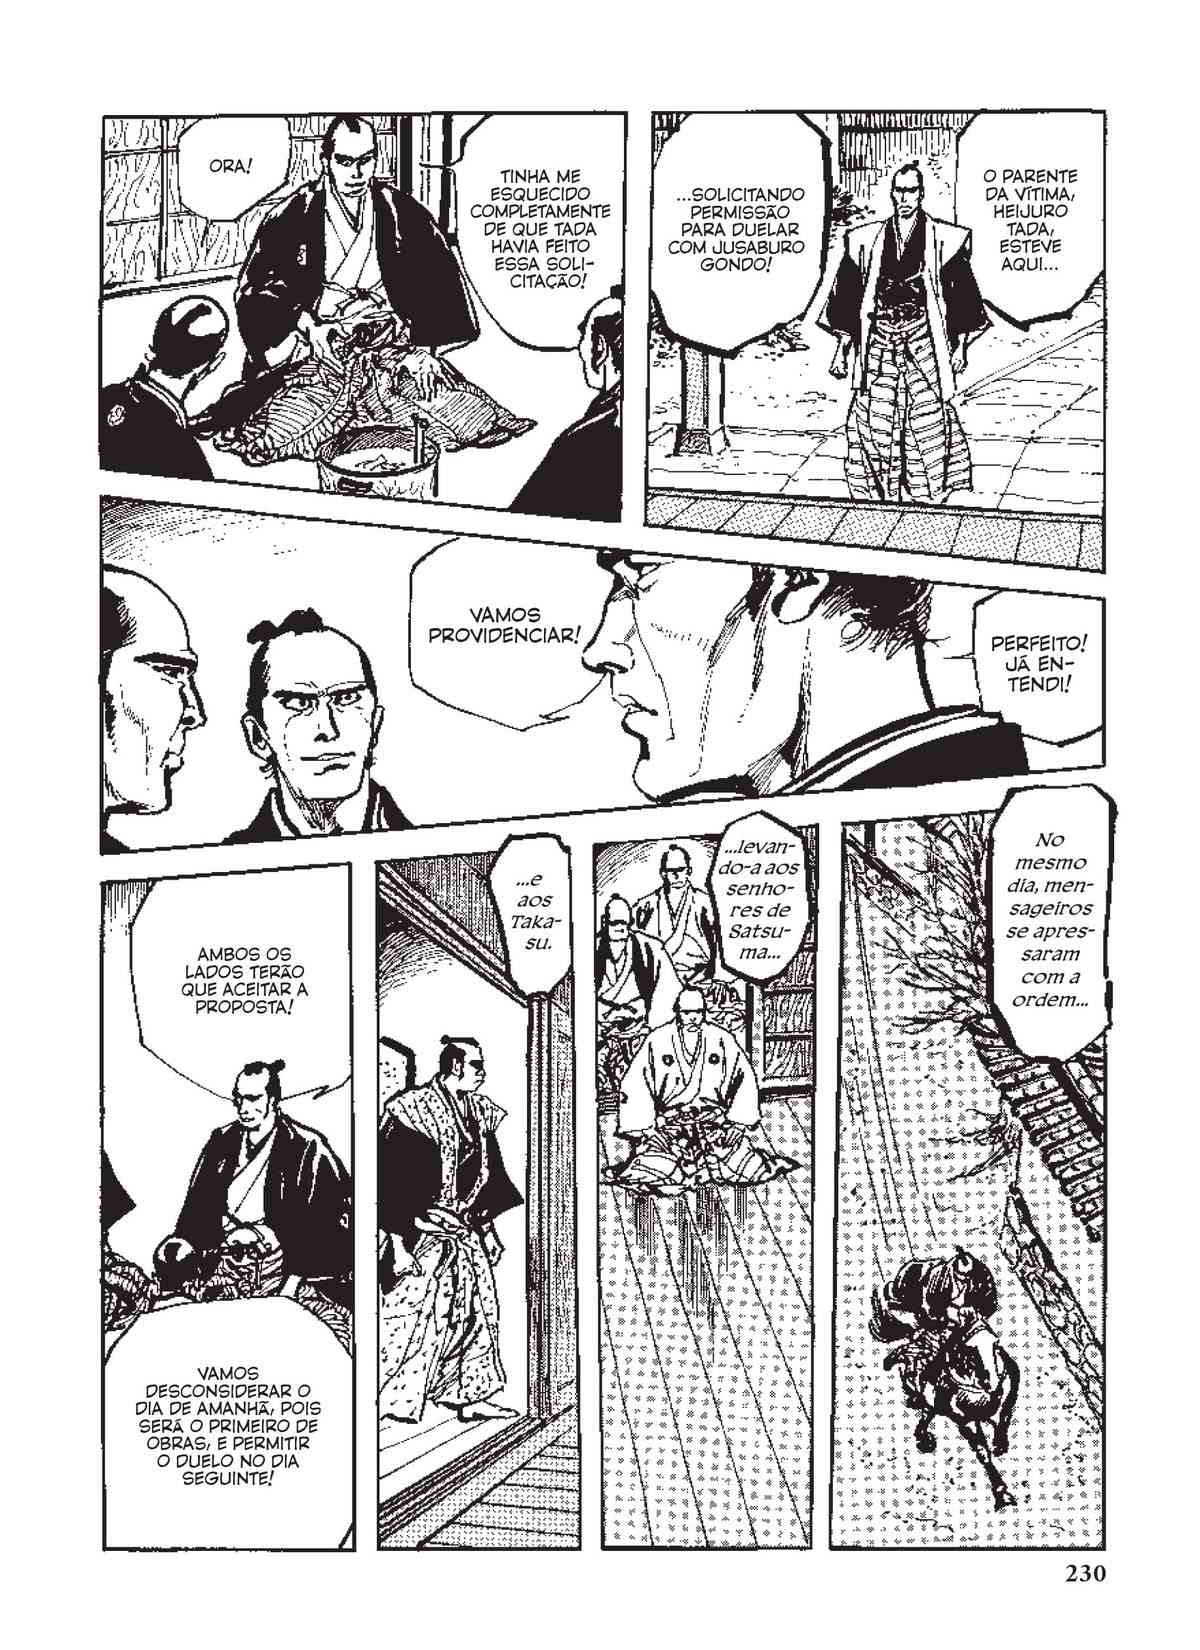 O PARENTE
DA VÍTIMA,
HEIJURO
TADA,
ESTEVE
AQUI...
...SOLICITANDO
PERMISSÃO
PARA DUELAR
COM JUSABURO
GONDO!
TINHA ME
ESQUECIDO
COMPLETAMENTE
DE QUE TADA
HAVIA FEITO
ESSA SOLI-
CITAÇÃO!
ORA!
PERFEITO!
JÁ EN-
TENDI!
VAMOS
PROVIDENCIAR!
No
mesmo
dia, men-
sageiros
se apres-
saram
com a
ordem...
...levan-
do-a aos
senho-
res de
Satsu-
ma...
...e
aos
Taka-
su.
AMBOS OS
LADOS TERÃO
QUE ACEITAR A
PROPOSTA!
VAMOS
DESCONSIDERAR O
DIA DE AMANHÃ, POIS
SERÁ O PRIMEIRO DE
OBRAS, E PERMITIR
O DUELO NO DIA
SEGUINTE!
230